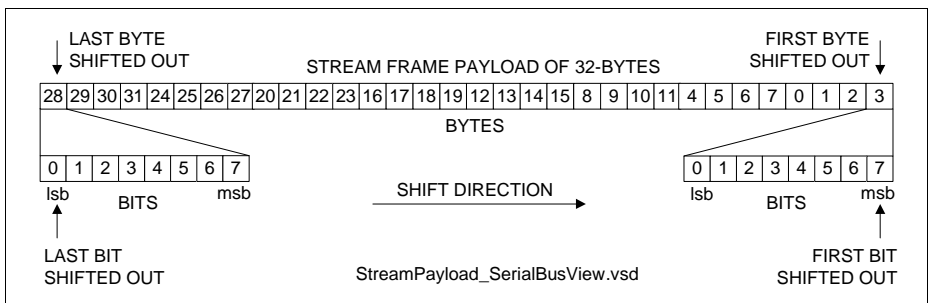 LAST BYTE
SHIFTED OUT
FIRST BYTE
SHIFTED OUT
STREAM FRAME PAYLOAD OF 32-BYTES
28 29 30 31 24 25 26 27 20 21 22 23 16 17 18 19 12 13 14 15 8 9 10 11 4 5 6 7 0 1 2 3
BYTES
0 1 2 3 4 5 6 7
lsb
BITS
msb
SHIFT DIRECTION
0 1 2 3 4 5 6 7
lsb
BITS
msb
LAST BIT
SHIFTED OUT
StreamPayload_SerialBusView.vsd
FIRST BIT
SHIFTED OUT